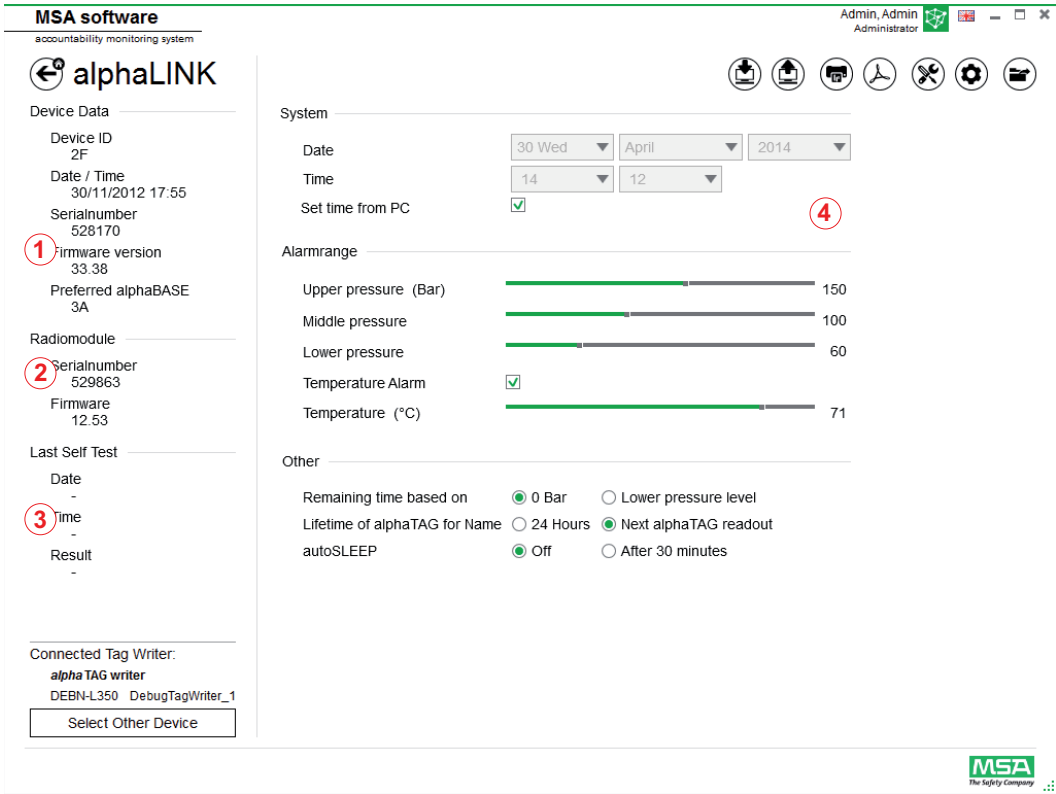 MSA software
accountability monitoring system
Admin, Admin
Administrator
alphaLINK
Device Data
Device ID
2F
Date / Time
30/11/2012 17:55
Serialnumber
528170
1
Firmware version
33.38
Preferred alphaBASE
3A
Radiomodule
2
Serialnumber
529863
Firmware
12.53
Last Self Test
Date
-
3
Time
-
Result
-
Connected Tag Writer:
alpha TAG writer
DEBN-L350 DebugTagWriter_1
Select Other Device
System
Date 30 Wed April 2014
Time 14 12
Set time from PC
4
Alarmrange
Upper pressure (Bar) 150
Middle pressure 100
Lower pressure 60
Temperature Alarm
Temperature (°C) 71
Other
Remaining time based on 0 Bar Lower pressure level
Lifetime of alphaTAG for Name 24 Hours Next alphaTAG readout
autoSLEEP Off After 30 minutes
MSA
The Safety Company